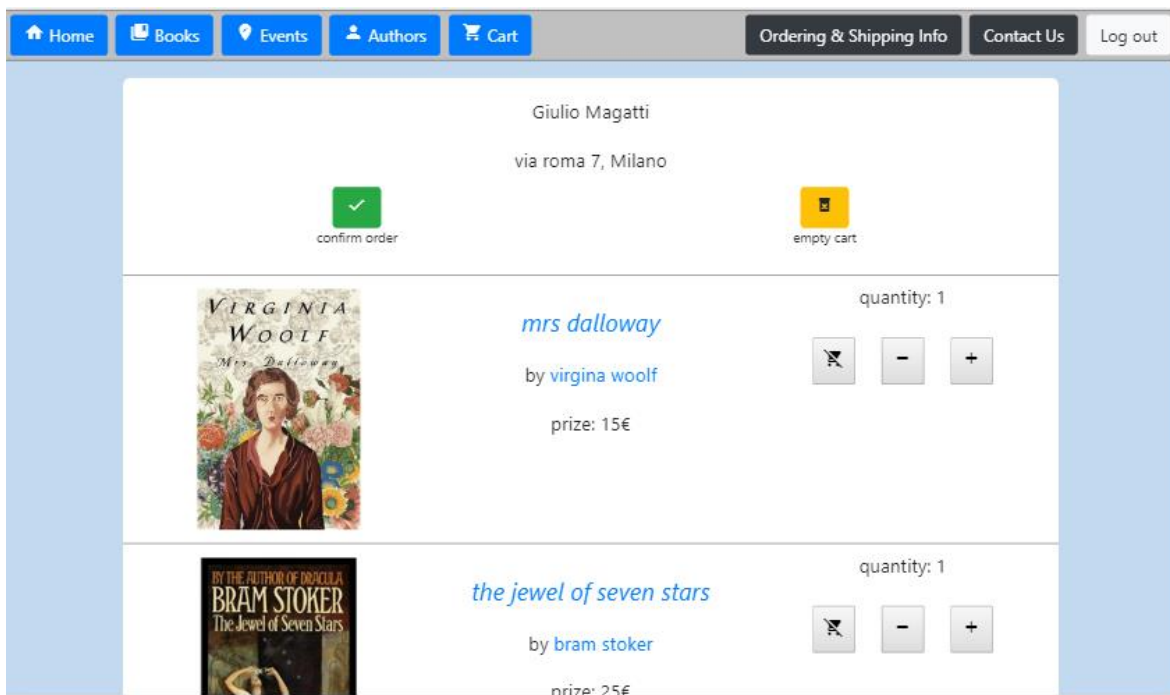 Home Books Events Authors Cart Ordering & Shipping Info Contact Us Log out
Giulio Magatti
via roma 7, Milano
confirm order empty cart
VIRGINIA
WOOLF
Mrs. Dalloway
quantity: 1
mrs dalloway
by virgina woolf
prize: 15€
BY THE AUTHOR OF DRACULA
BRAM STOKER
The Jewel of Seven Stars
quantity: 1
the jewel of seven stars
by bram stoker
prize: 25€